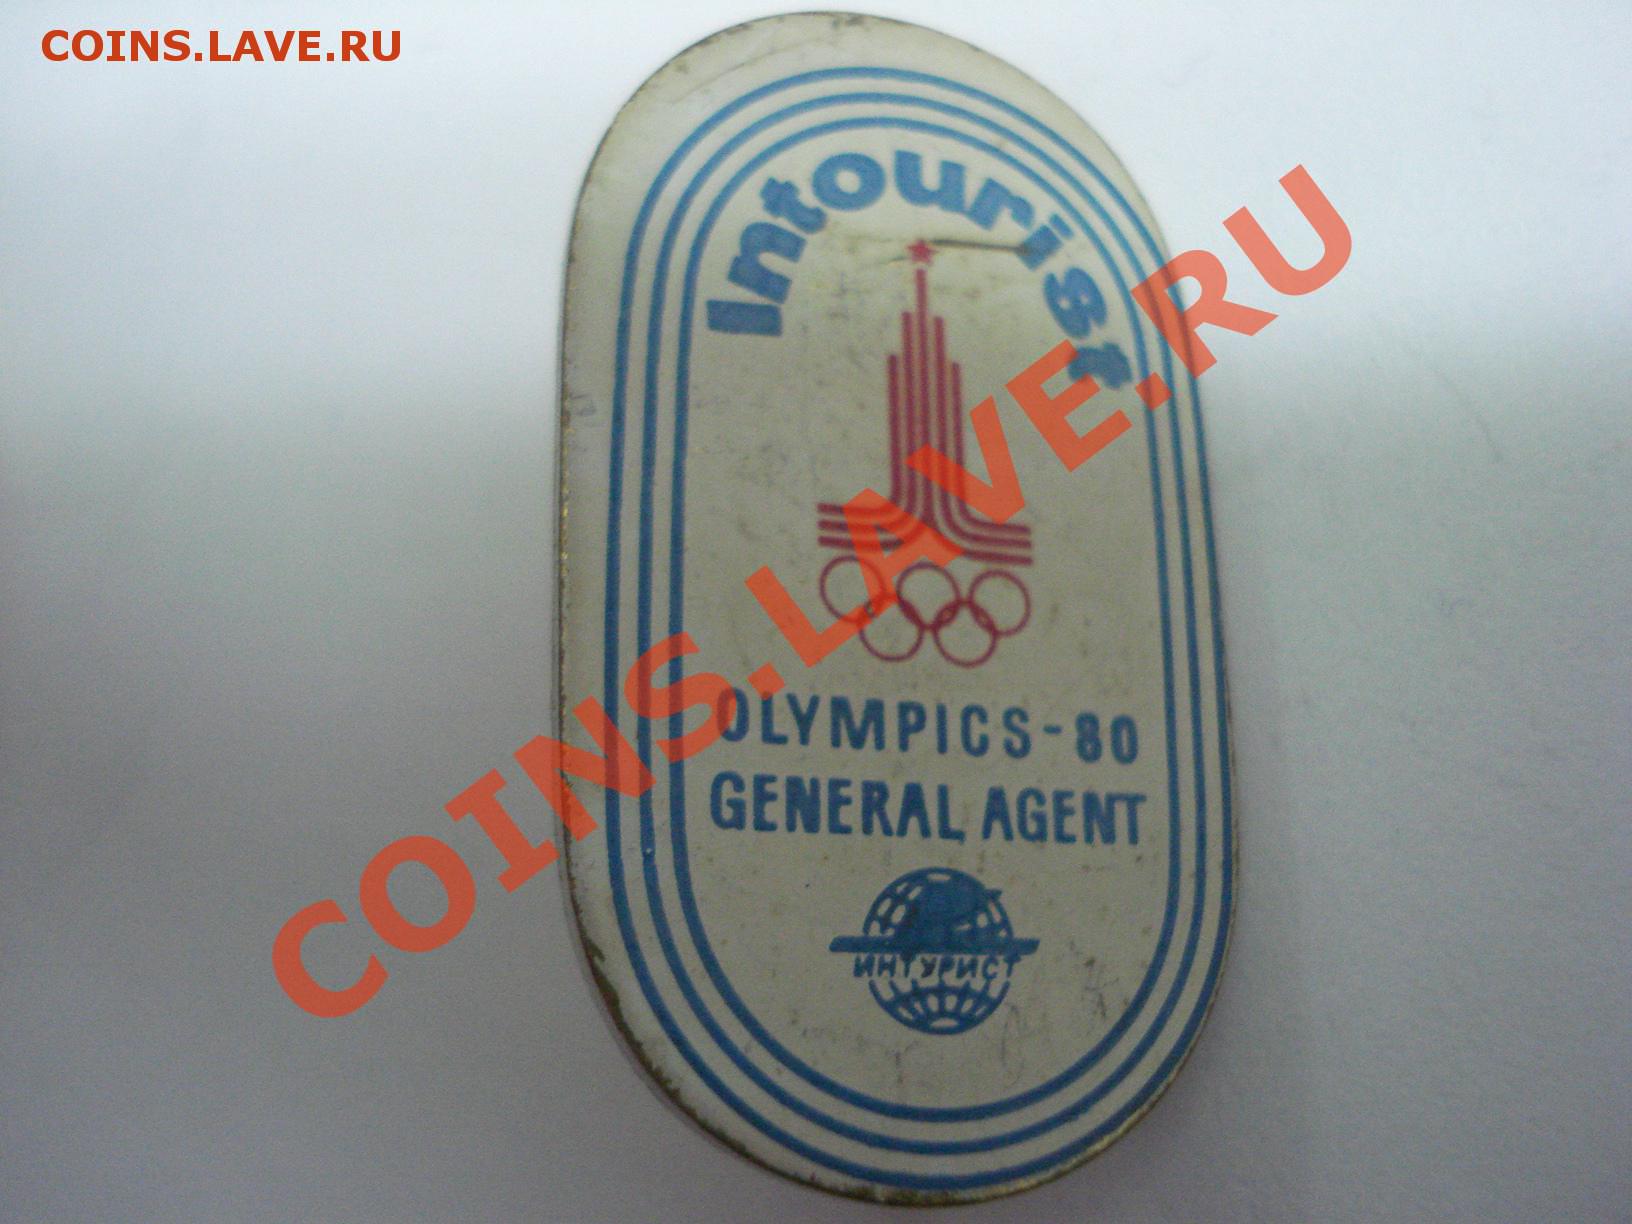 COINS.LAVE.RU
Intourist
OLYMPICS-80
GENERAL AGENT
ИНТУРИСТ
COINS.LAVE.RU